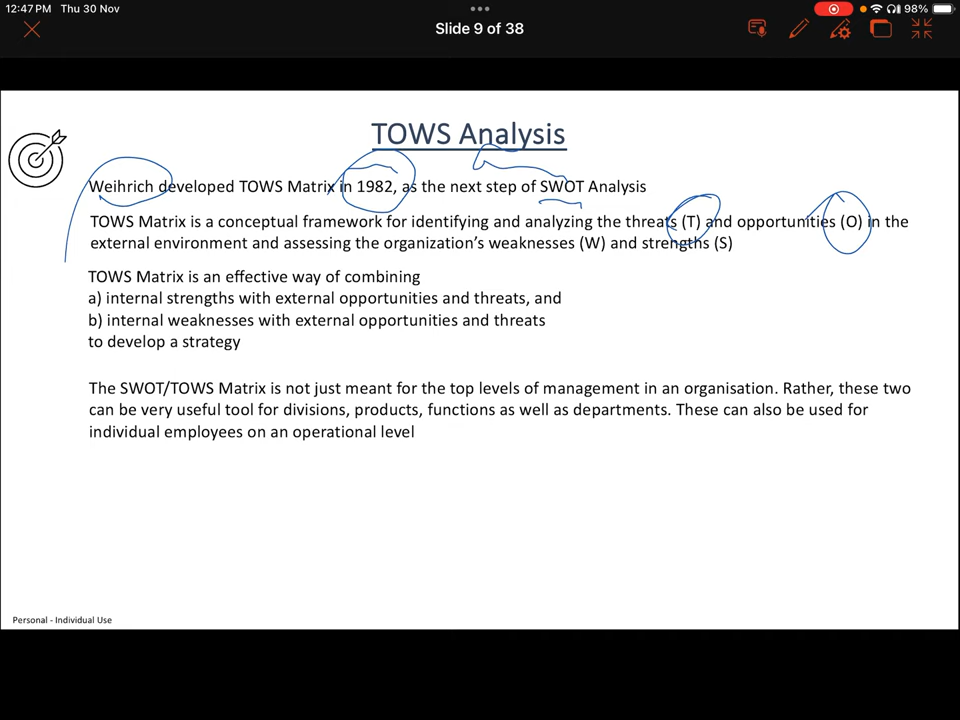 12:47 PM Thu 30 Nov
98%
Slide 9 of 38
TOWS Analysis
Weihrich developed TOWS Matrix in 1982, as the next step of SWOT Analysis
TOWS Matrix is a conceptual framework for identifying and analyzing the threats (T) and opportunities (O) in the
external environment and assessing the organization's weaknesses (W) and strengths (S)
TOWS Matrix is an effective way of combining
a) internal strengths with external opportunities and threats, and
b) internal weaknesses with external opportunities and threats
to develop a strategy
The SWOT/TOWS Matrix is not just meant for the top levels of management in an organisation. Rather, these two
can be very useful tool for divisions, products, functions as well as departments. These can also be used for
individual employees on an operational level
Personal - Individual Use